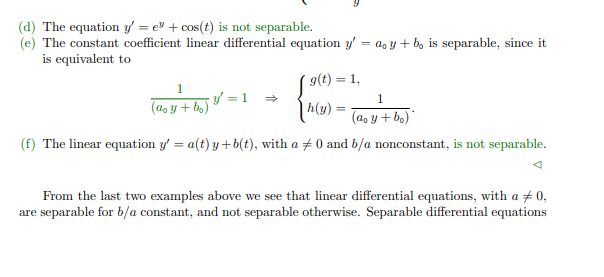 (d) The equation y′ = e^y + cos(t) is not separable.
(e) The constant coefficient linear differential equation y′ = a₀ y + b₀ is separable, since it
is equivalent to
1/(a₀ y + b₀) y′ = 1 ⇒ { g(t) = 1, h(y) = 1/(a₀ y + b₀).
(f) The linear equation y′ = a(t) y + b(t), with a ≠ 0 and b/a nonconstant, is not separable.
◁
From the last two examples above we see that linear differential equations, with a ≠ 0,
are separable for b/a constant, and not separable otherwise. Separable differential equations